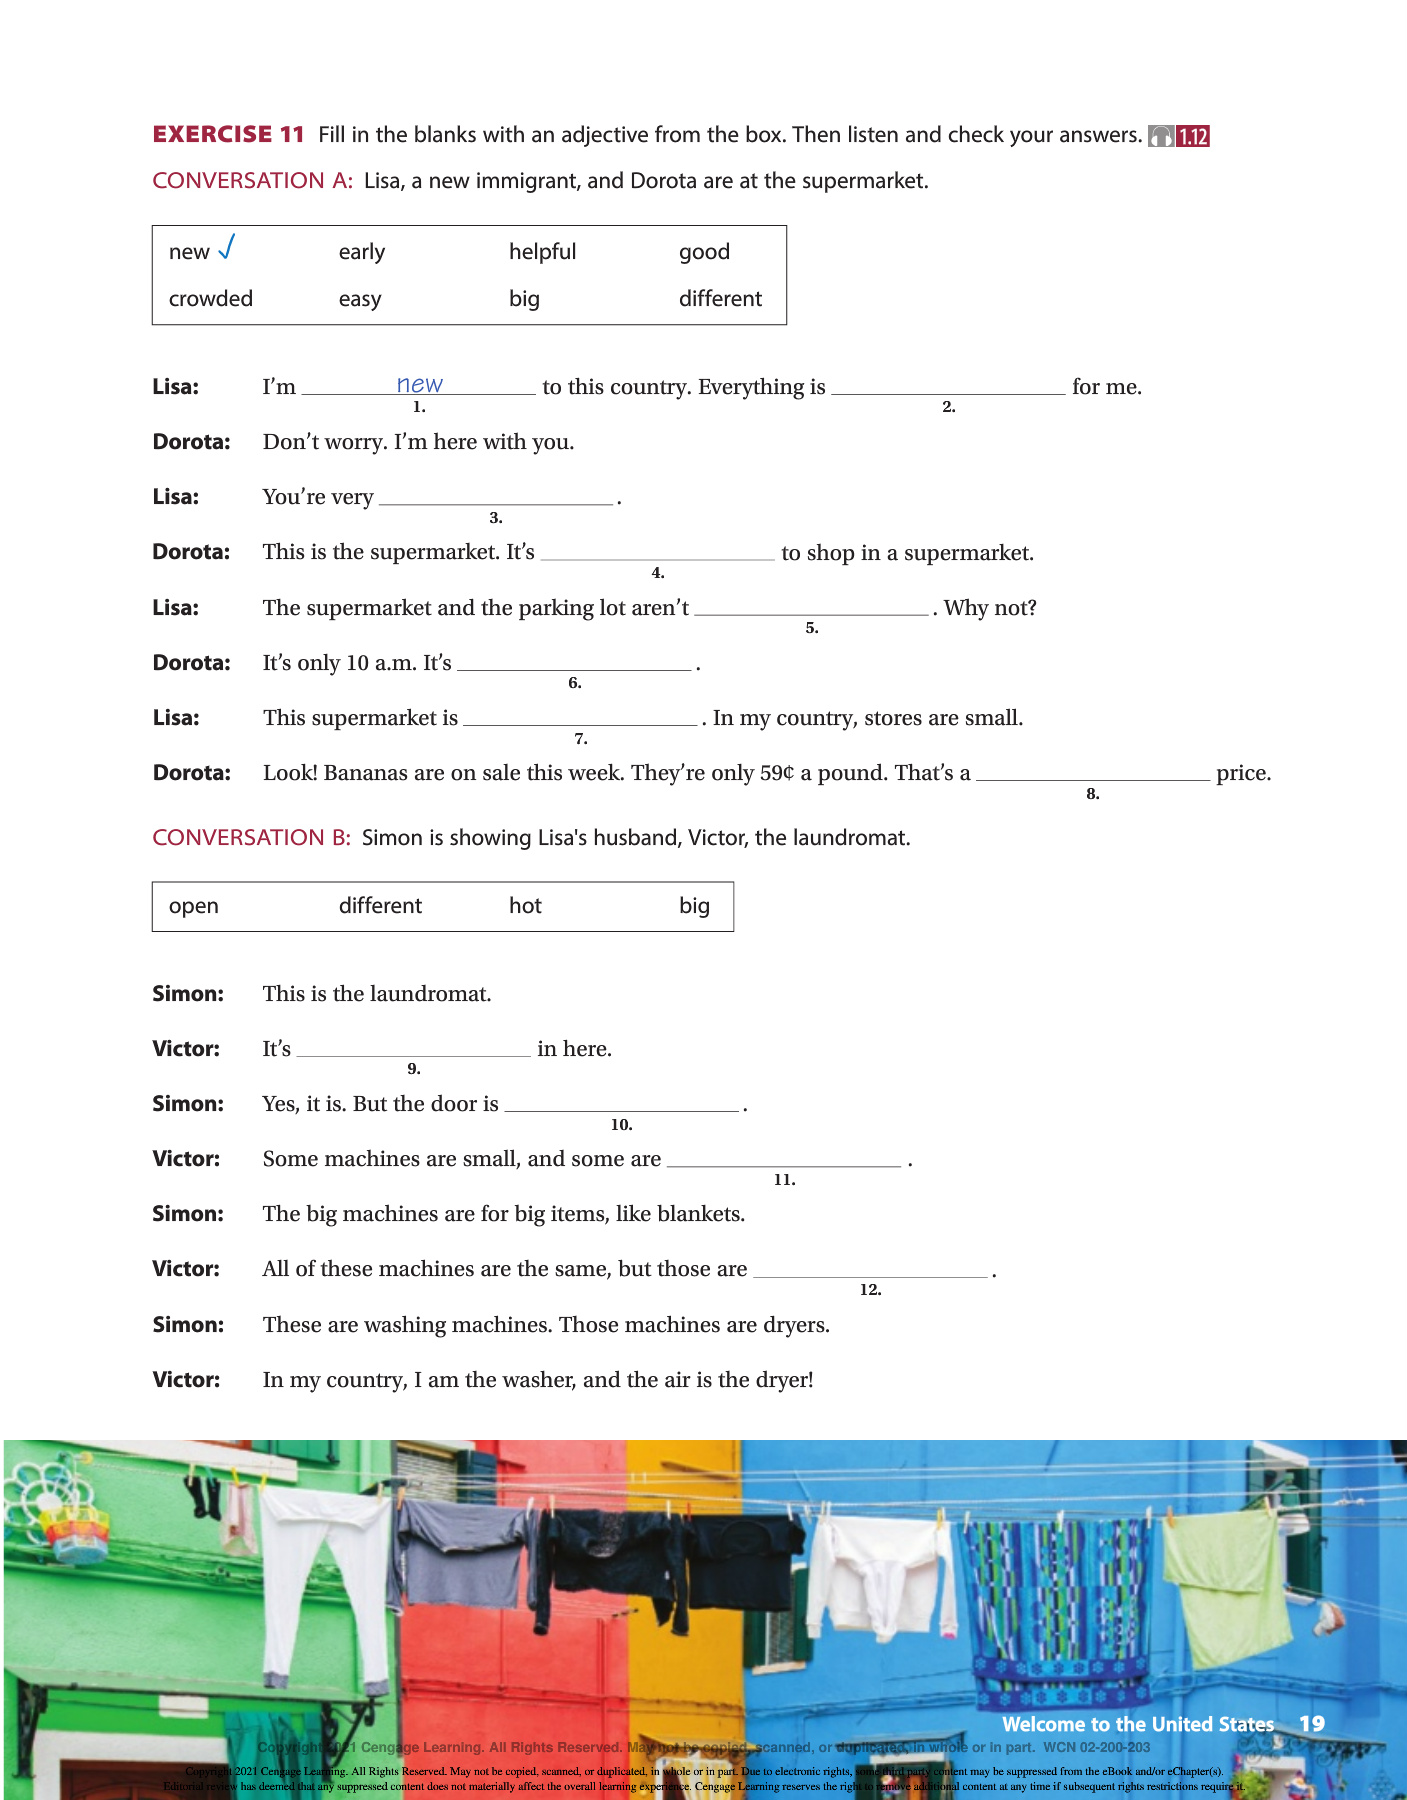 EXERCISE 11 Fill in the blanks with an adjective from the box. Then listen and check your answers. 1.12
CONVERSATION A: Lisa, a new immigrant, and Dorota are at the supermarket.
new ✓ early helpful good
crowded easy big different
Lisa: I’m new to this country. Everything is ____ for me.
1. 2.
Dorota: Don’t worry. I’m here with you.
Lisa: You’re very ____ .
3.
Dorota: This is the supermarket. It’s ____ to shop in a supermarket.
4.
Lisa: The supermarket and the parking lot aren’t ____ . Why not?
5.
Dorota: It’s only 10 a.m. It’s ____ .
6.
Lisa: This supermarket is ____ . In my country, stores are small.
7.
Dorota: Look! Bananas are on sale this week. They’re only 59¢ a pound. That’s a ____ price.
8.
CONVERSATION B: Simon is showing Lisa's husband, Victor, the laundromat.
open different hot big
Simon: This is the laundromat.
Victor: It’s ____ in here.
9.
Simon: Yes, it is. But the door is ____ .
10.
Victor: Some machines are small, and some are ____ .
11.
Simon: The big machines are for big items, like blankets.
Victor: All of these machines are the same, but those are ____ .
12.
Simon: These are washing machines. Those machines are dryers.
Victor: In my country, I am the washer, and the air is the dryer!
Welcome to the United States 19
Copyright 2021 Cengage Learning. All Rights Reserved. May not be copied, scanned, or duplicated, in whole or in part. WCN 02-200-203
Copyright 2021 Cengage Learning. All Rights Reserved. May not be copied, scanned, or duplicated, in whole or in part. Due to electronic rights, some third party content may be suppressed from the eBook and/or eChapter(s).
Editorial review has deemed that any suppressed content does not materially affect the overall learning experience. Cengage Learning reserves the right to remove additional content at any time if subsequent rights restrictions require it.